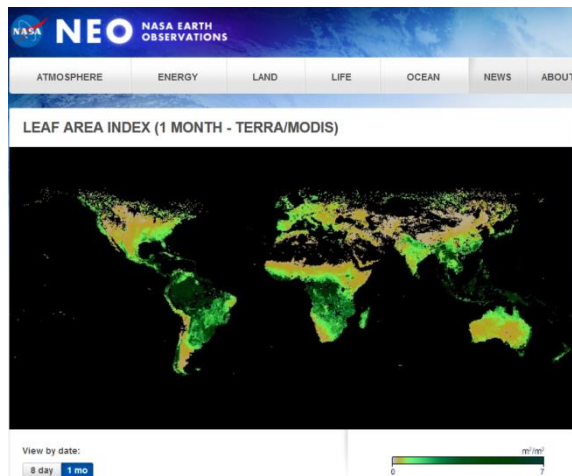 NASA NEO NASA EARTH
OBSERVATIONS
ATMOSPHERE ENERGY LAND LIFE OCEAN NEWS ABOUT
LEAF AREA INDEX (1 MONTH - TERRA/MODIS)
View by date:
8 day 1 mo
m²/m²
0 7